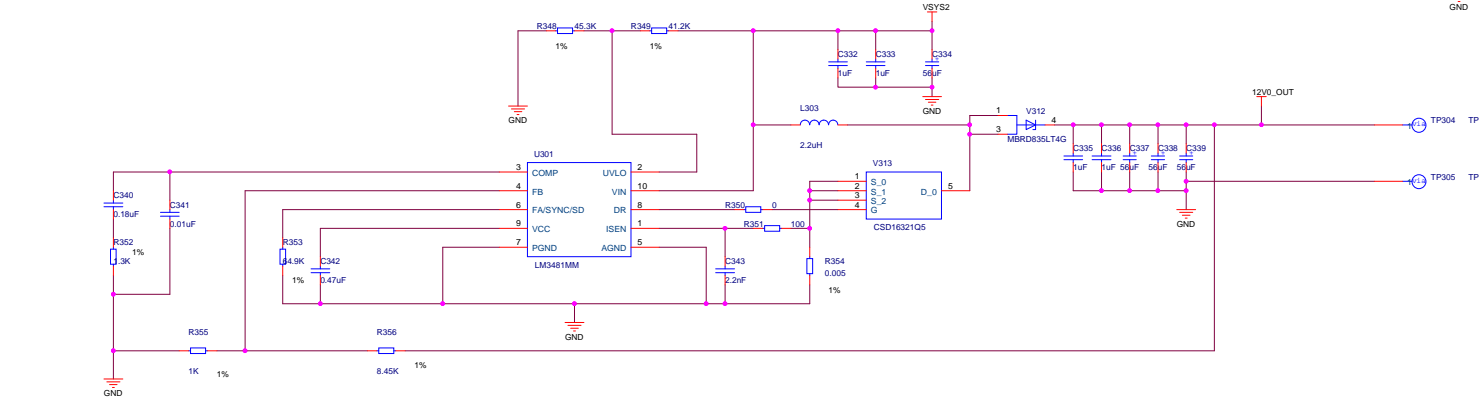 GND
VSYS2
R348 45.3K R349 41.2K
1% 1%
C332 C333 C334
1uF 1uF 56uF
GND GND
12V0_OUT
L303
2.2uH
1 V312 4
3 MBRD835LT4G
TP304 TP
C335 C336 C337 C338 C339
1uF 1uF 56uF 56uF 56uF
TP305 TP
GND
U301
3 COMP UVLO 2
4 FB VIN 10
6 FA/SYNC/SD DR 8
9 VCC ISEN 1
7 PGND AGND 5
LM3481MM
V313
1 S_0
2 S_1 D_0 5
3 S_2
4 G
CSD16321Q5
R350 0
R351 100
C340 C341
0.18uF 0.01uF
R352 1%
1.3K
R353
64.9K
1%
C342
0.47uF
C343
2.2nF
R354
0.005
1%
GND
R355 R356
1K 1% 8.45K 1%
GND